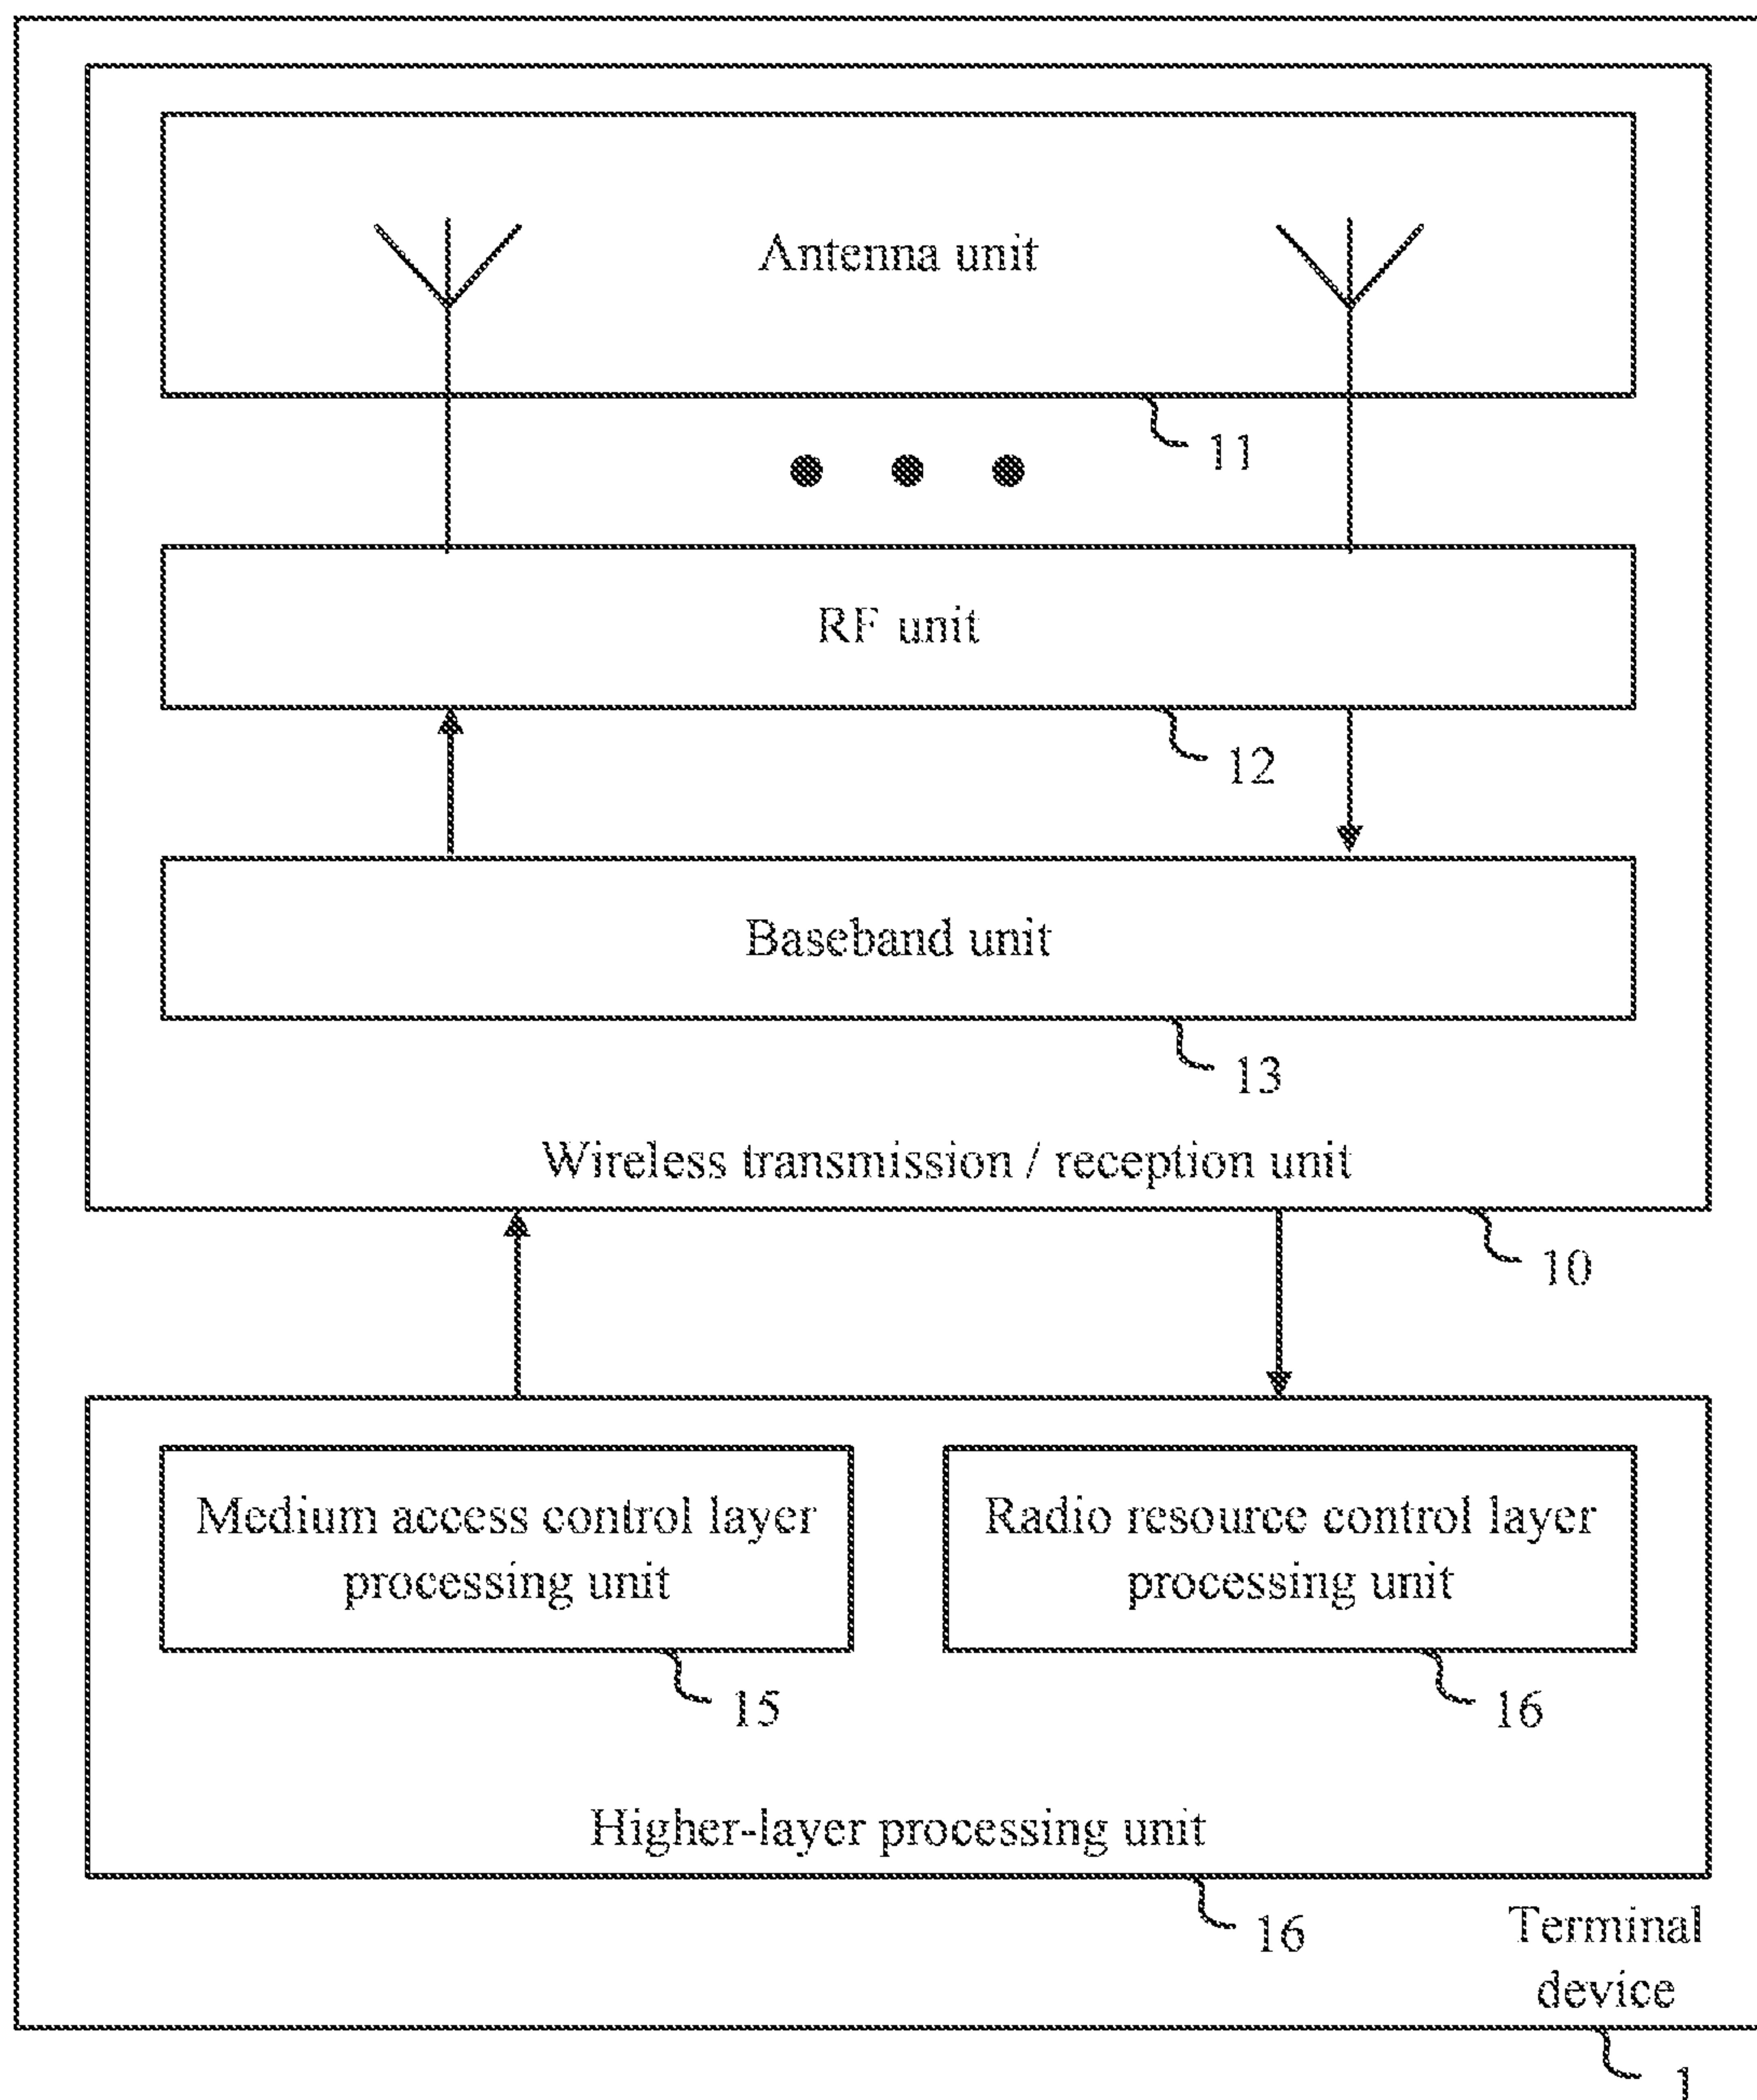 Antenna unit
11
RF unit
12
Baseband unit
13
Wireless transmission / reception unit
10
Medium access control layer
processing unit
15
Radio resource control layer
processing unit
16
Higher-layer processing unit
16
Terminal
device
1